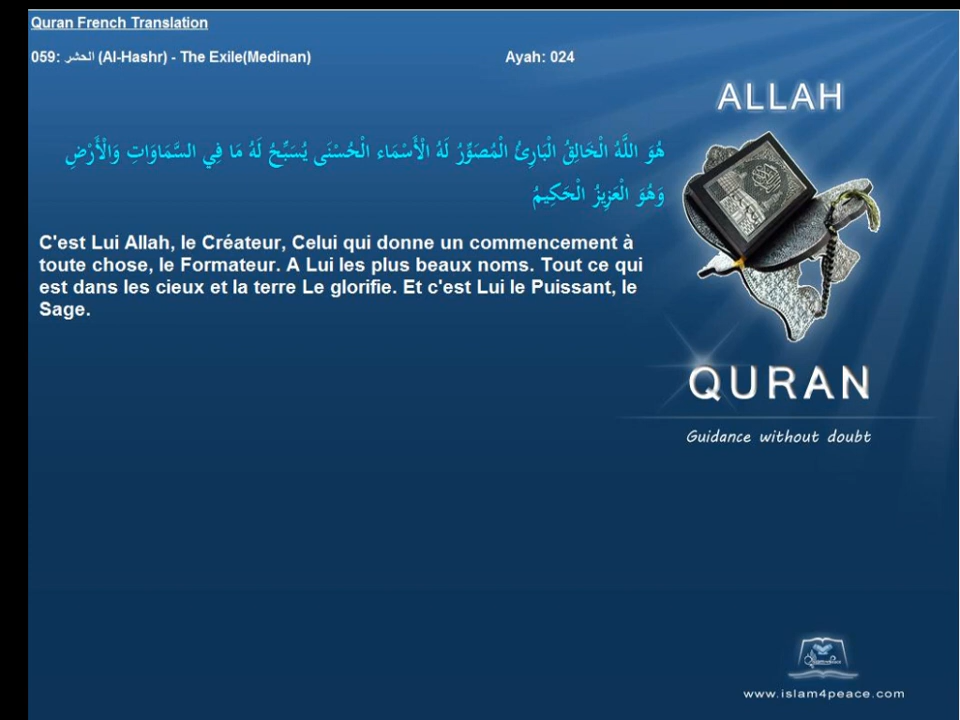 Quran French Translation
059: الحشر (Al-Hashr) - The Exile(Medinan) Ayah: 024
ALLAH
هُوَ اللَّهُ الْخَالِقُ الْبَارِئُ الْمُصَوِّرُ لَهُ الْأَسْمَاء الْحُسْنَى يُسَبِّحُ لَهُ مَا فِي السَّمَاوَاتِ وَالْأَرْضِ
وَهُوَ الْعَزِيزُ الْحَكِيمُ
C'est Lui Allah, le Créateur, Celui qui donne un commencement à
toute chose, le Formateur. A Lui les plus beaux noms. Tout ce qui
est dans les cieux et la terre Le glorifie. Et c'est Lui le Puissant, le
Sage.
QURAN
Guidance without doubt
www.islam4peace.com